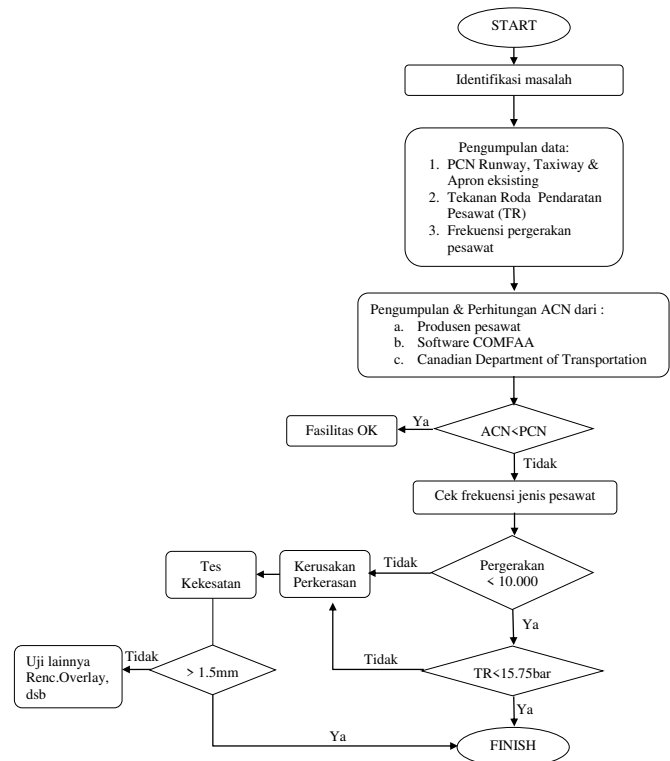 START
Identifikasi masalah
Pengumpulan data:
1. PCN Runway, Taxiway &
Apron eksisting
2. Tekanan Roda Pendaratan
Pesawat (TR)
3. Frekuensi pergerakan
pesawat
Pengumpulan & Perhitungan ACN dari :
a. Produsen pesawat
b. Software COMFAA
c. Canadian Department of Transportation
Fasilitas OK
Ya
ACN<PCN
Tidak
Cek frekuensi jenis pesawat
Tes
Kekesatan
Kerusakan
Perkerasan
Tidak
Pergerakan
< 10.000
Ya
Uji lainnya
Renc.Overlay,
dsb
Tidak
> 1.5mm
Tidak
TR<15.75bar
Ya
Ya
FINISH